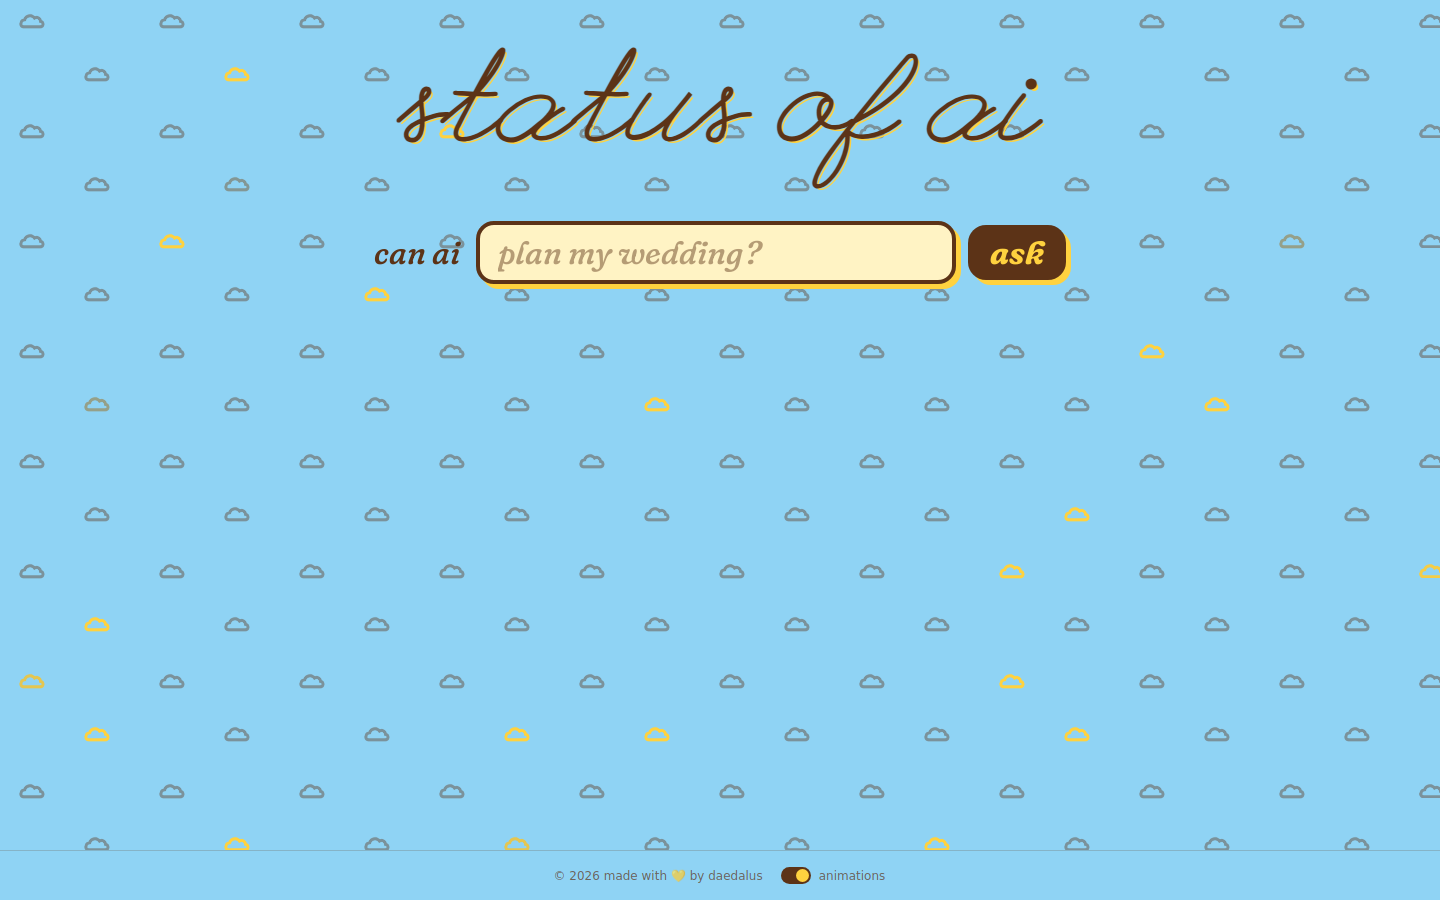 status of ai
can ai plan my wedding? ask
© 2026 made with 💛 by daedalus animations